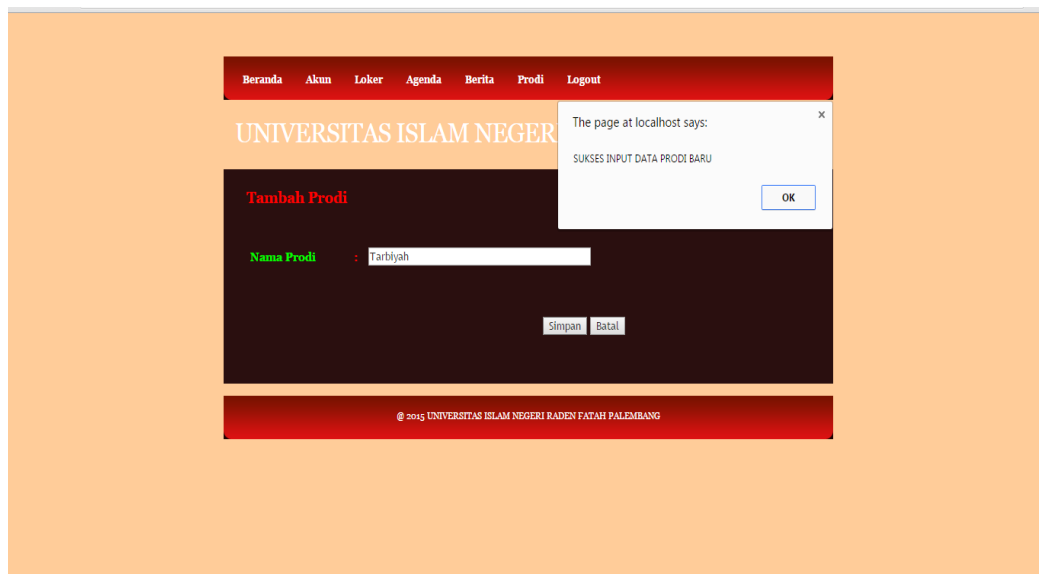 Beranda Akun Loker Agenda Berita Prodi Logout
UNIVERSITAS ISLAM NEGERI
The page at localhost says:
x
SUKSES INPUT DATA PRODI BARU
OK
Tambah Prodi
Nama Prodi : Tarbiyah
Simpan Batal
@ 2015 UNIVERSITAS ISLAM NEGERI RADEN FATAH PALEMBANG